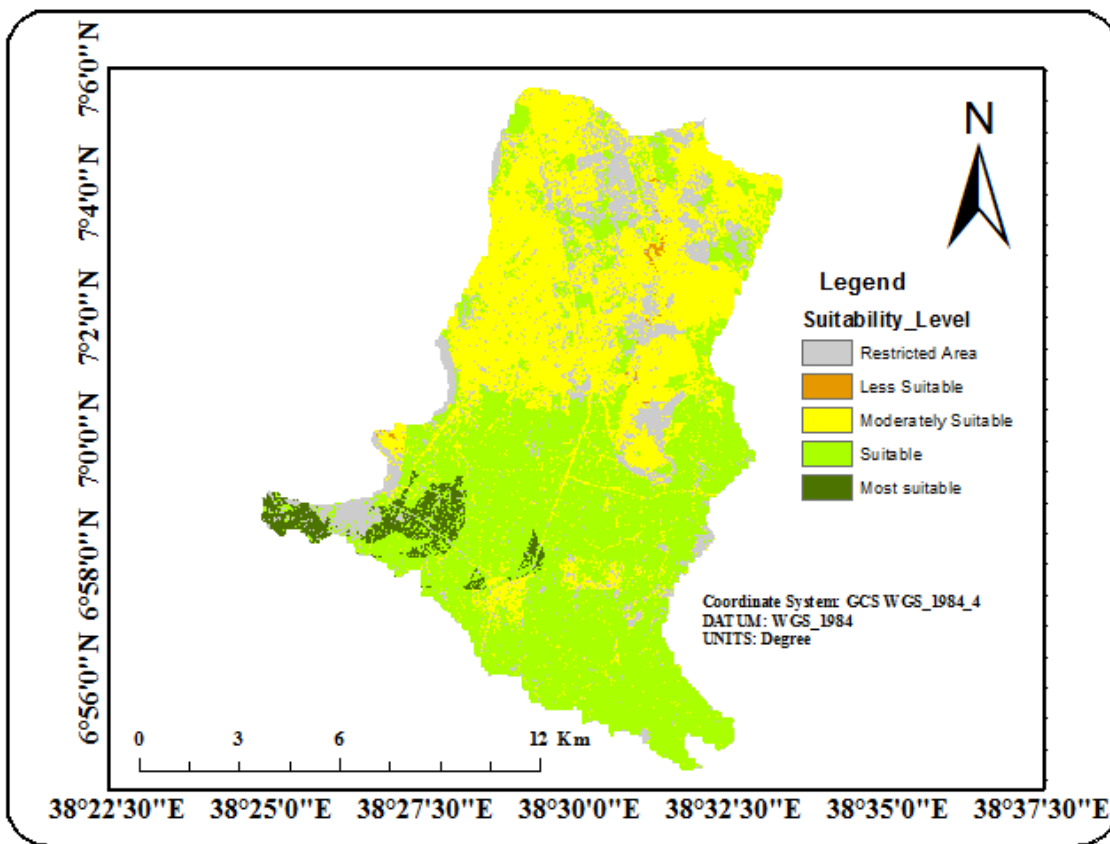 7°6'0"N
7°4'0"N
7°2'0"N
7°0'0"N
6°58'0"N
6°56'0"N
N
Legend
Suitability_Level
Restricted Area
Less Suitable
Moderately Suitable
Suitable
Most suitable
Coordinate System: GCS WGS_1984_4
DATUM: WGS_1984
UNITS: Degree
0 3 6 12 Km
38°22'30"E 38°25'0"E 38°27'30"E 38°30'0"E 38°32'30"E 38°35'0"E 38°37'30"E